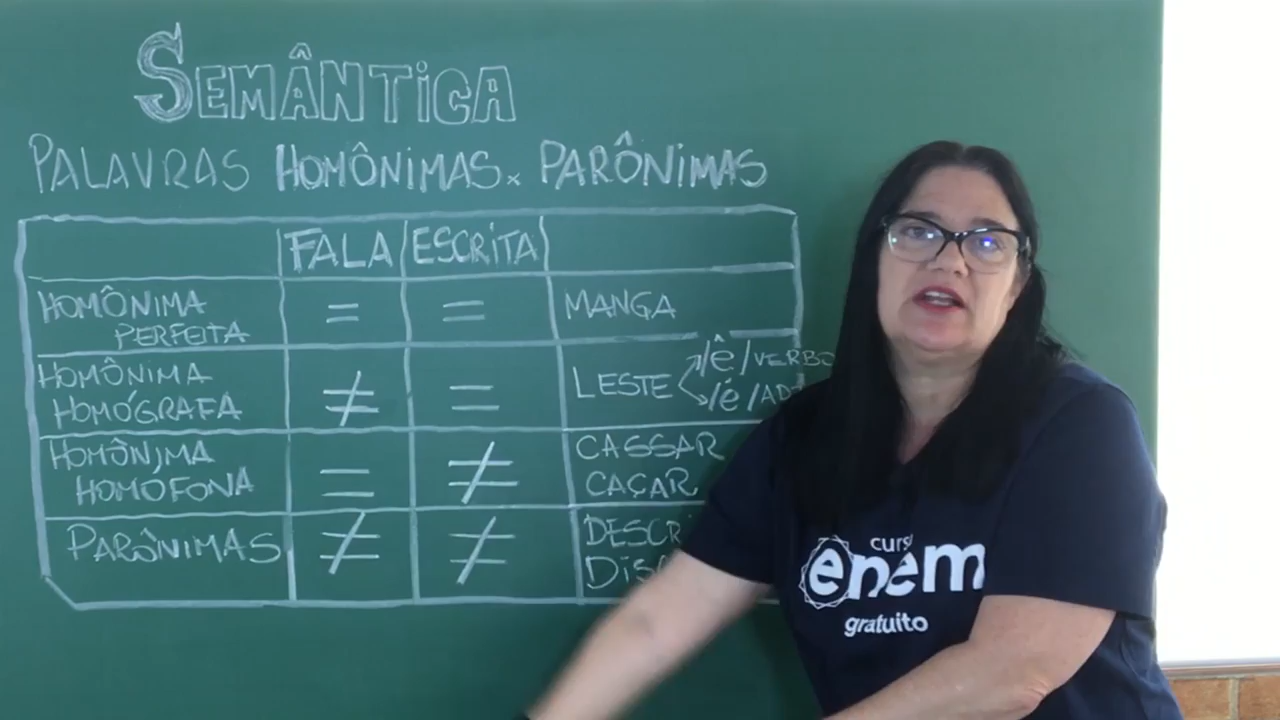 SEMÂNTICA
PALAVRAS HOMÔNIMAS x PARÔNIMAS
FALA ESCRITA
HOMÔNIMA PERFEITA = = MANGA
HOMÔNIMA HOMÓGRAFA ≠ = LESTE /ê/ VERBO
/é/
HOMÔNIMA HOMÓFONA = ≠ CASSAR
CAÇAR
PARÔNIMAS ≠ ≠
curso
enem
gratuito